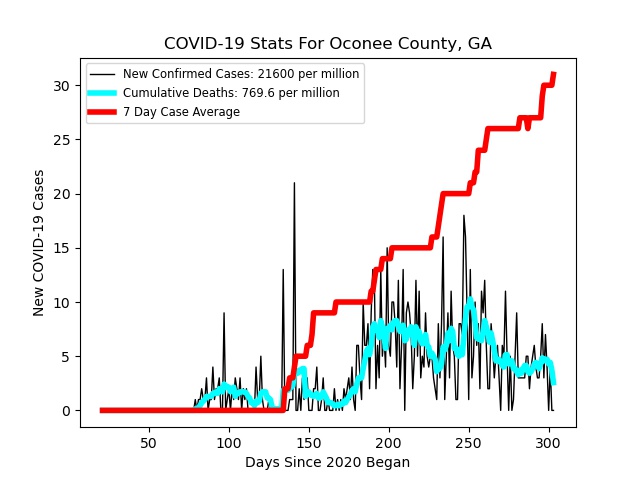 COVID-19 Stats For Oconee County, GA
New Confirmed Cases: 21600 per million
Cumulative Deaths: 769.6 per million
7 Day Case Average
New COVID-19 Cases
30
25
20
15
10
5
0
50 100 150 200 250 300
Days Since 2020 Began